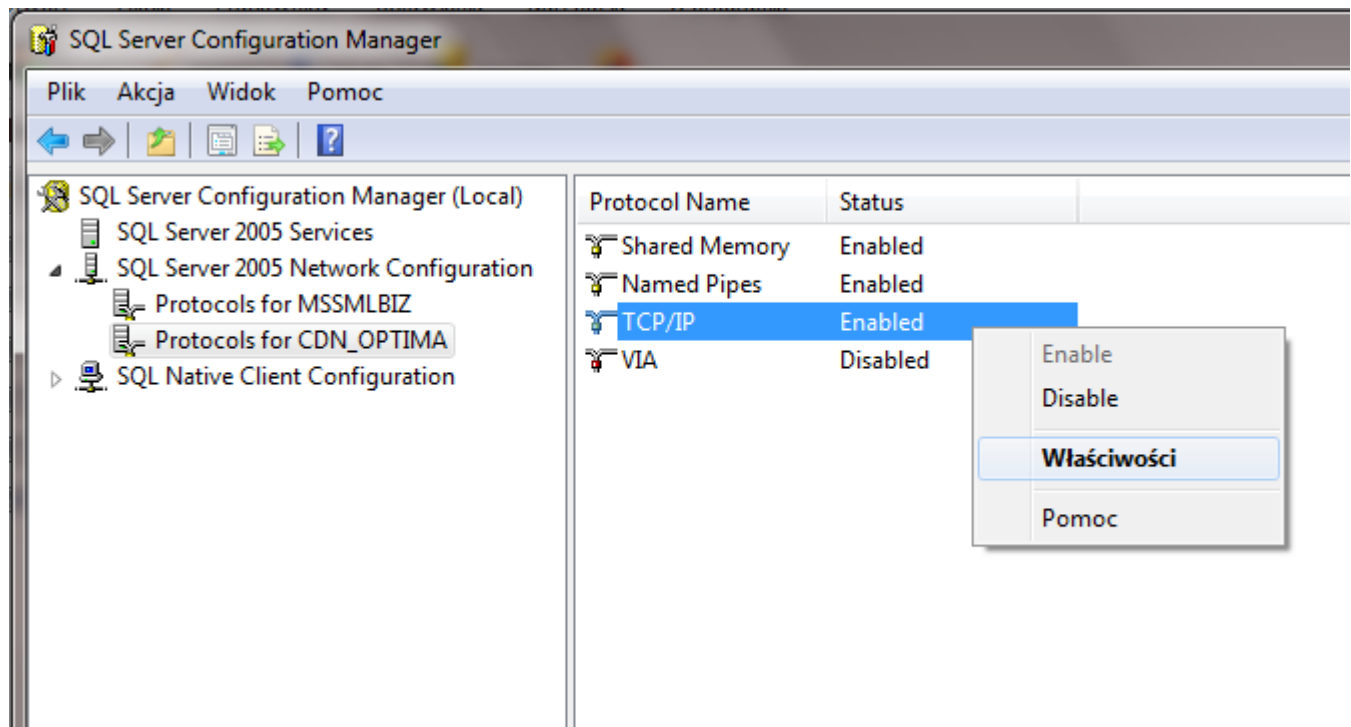 SQL Server Configuration Manager
Plik Akcja Widok Pomoc
SQL Server Configuration Manager (Local)
SQL Server 2005 Services
SQL Server 2005 Network Configuration
Protocols for MSSMLBIZ
Protocols for CDN_OPTIMA
SQL Native Client Configuration
Protocol Name Status
Shared Memory Enabled
Named Pipes Enabled
TCP/IP Enabled
VIA Disabled
Enable
Disable
Właściwości
Pomoc